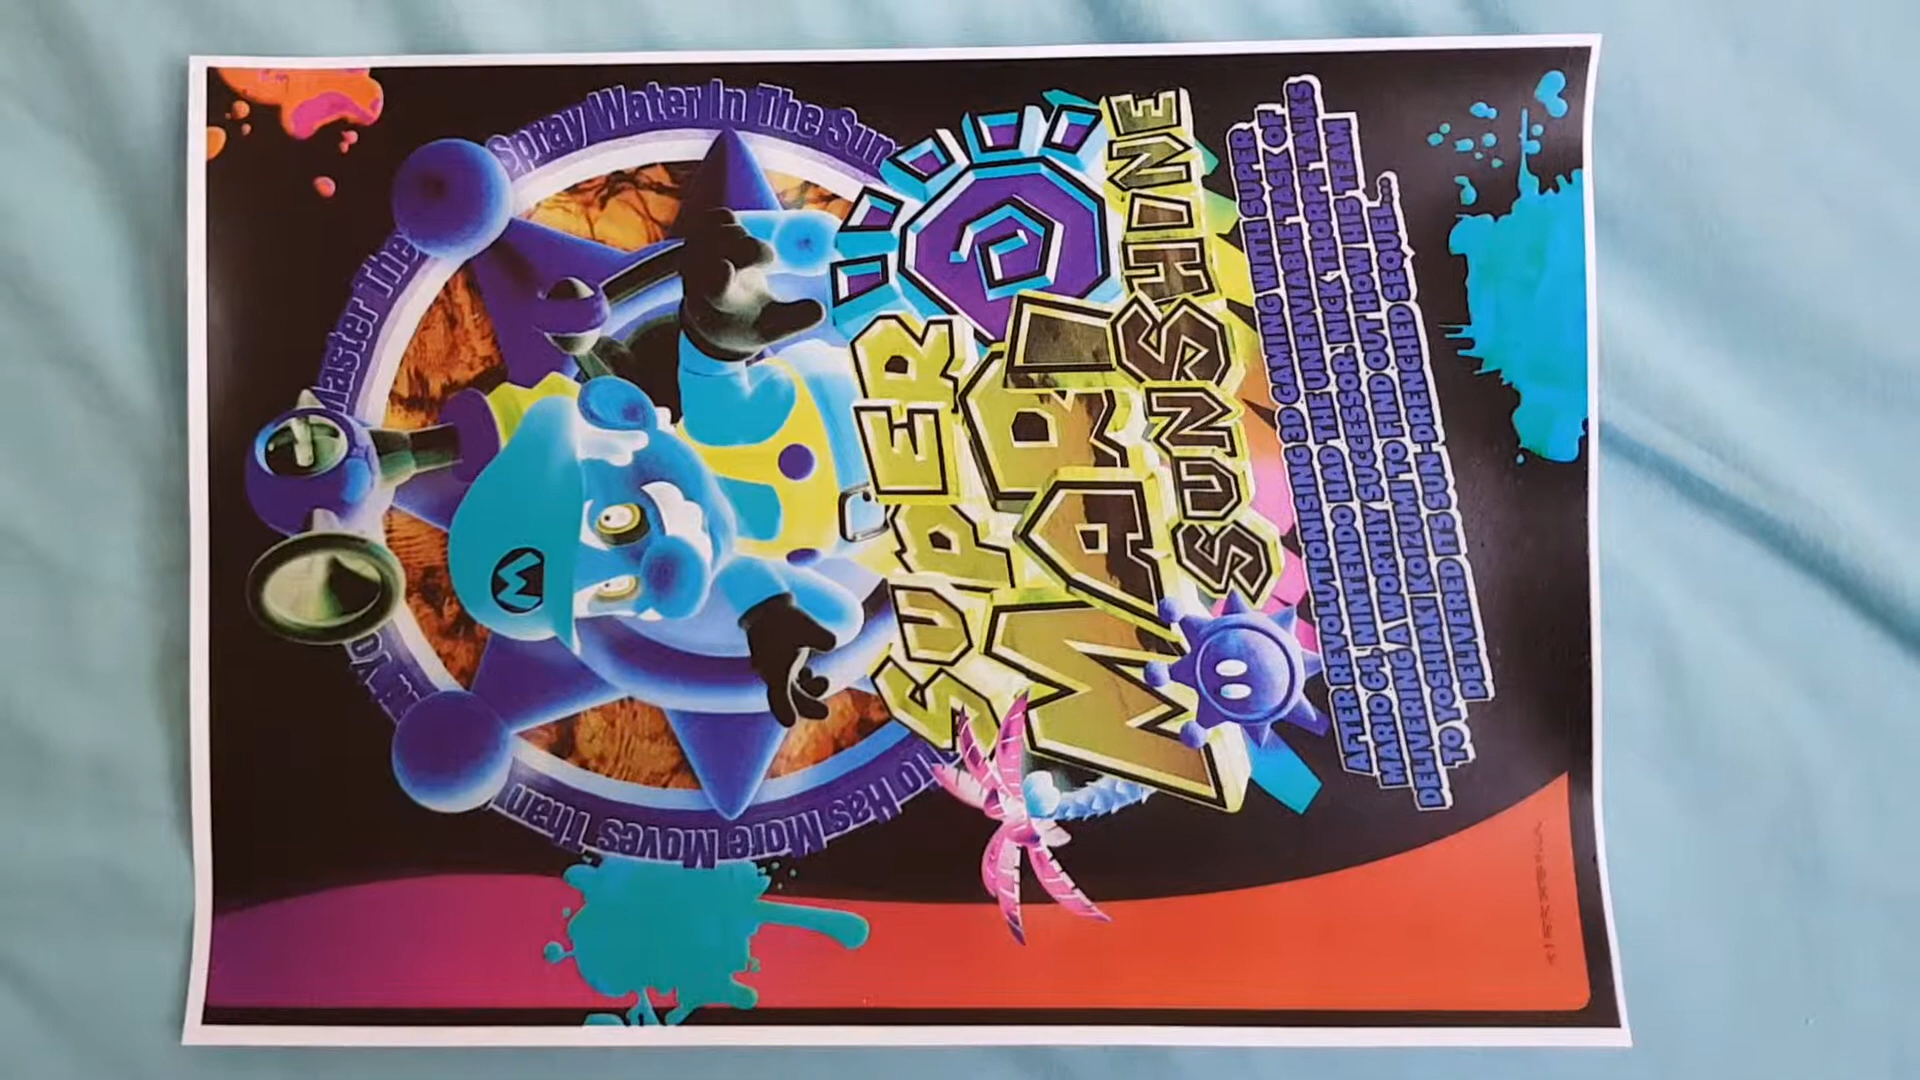 Master The
Spray Water In The Sun
to Has More Moves Than
You
M
SUPER
MARIO
SUNSHINE
AFTER REVOLUTIONISING 3D GAMING WITH SUPER
MARIO 64, NINTENDO HAD THE UNENVIABLE TASK OF
DELIVERING A WORTHY SUCCESSOR. NICK THORPE TALKS
TO YOSHIAKI KOIZUMI TO FIND OUT HOW HIS TEAM
DELIVERED ITS SUN-DRENCHED SEQUEL...